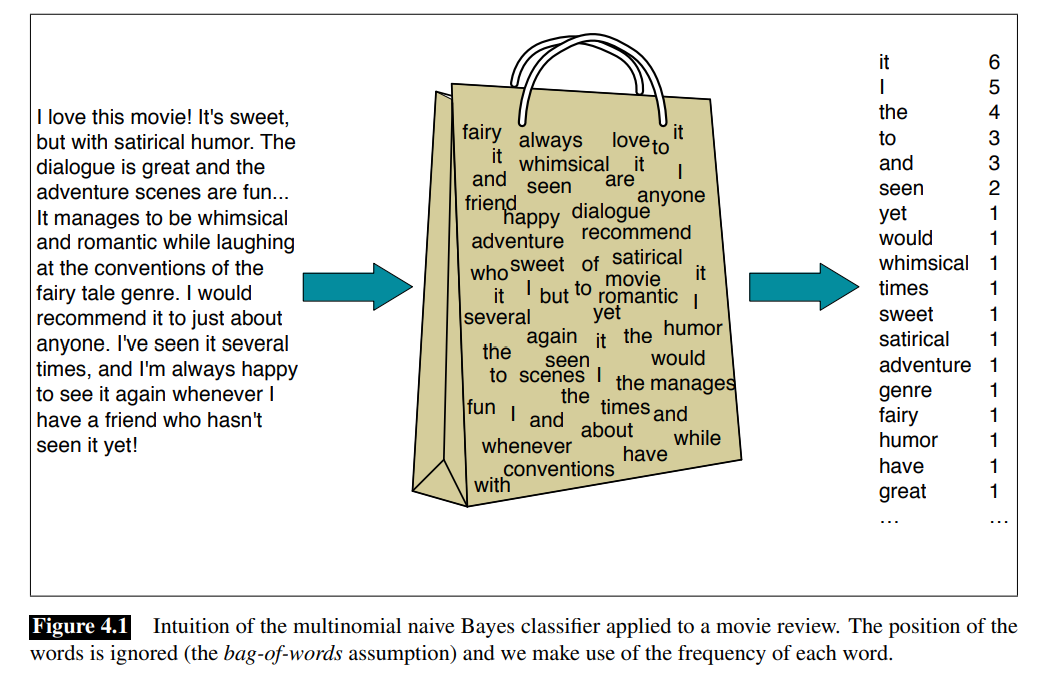 I love this movie! It's sweet,
but with satirical humor. The
dialogue is great and the
adventure scenes are fun...
It manages to be whimsical
and romantic while laughing
at the conventions of the
fairy tale genre. I would
recommend it to just about
anyone. I've seen it several
times, and I'm always happy
to see it again whenever I
have a friend who hasn't
seen it yet!
fairy always love to it
it whimsical it I
and seen are anyone
friend happy dialogue
adventure recommend
who sweet of satirical it
it I but to movie romantic I
several yet
again it the humor
the seen would
to scenes I the manages
fun I and the times and
whenever about while
conventions have
with
it 6
I 5
the 4
to 3
and 3
seen 2
yet 1
would 1
whimsical 1
times 1
sweet 1
satirical 1
adventure 1
genre 1
fairy 1
humor 1
have 1
great 1
... ...
Figure 4.1 Intuition of the multinomial naive Bayes classifier applied to a movie review. The position of the
words is ignored (the bag-of-words assumption) and we make use of the frequency of each word.